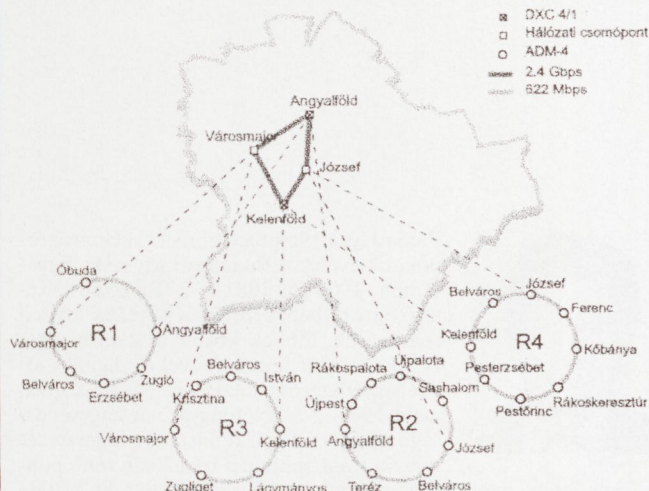 DXC 4/1
Hálózati csomópont
ADM-4
2.4 Gbps
622 Mbps
Angyalföld
Városmajor
József
Kelenföld
Óbuda
R1
Városmajor
Angyalföld
Belváros
Erzsébet
Zugló
Belváros
Krisztina
István
R3
Városmajor
Kelenföld
Zugliget
Lágymányos
Rákospalota
Újpalota
Sashalom
Újpest
R2
Angyalföld
József
Teréz
Belváros
Belváros
József
Ferenc
Kelenföld
R4
Kőbánya
Pesterzsébet
Pestlőrinc
Rákoskeresztúr